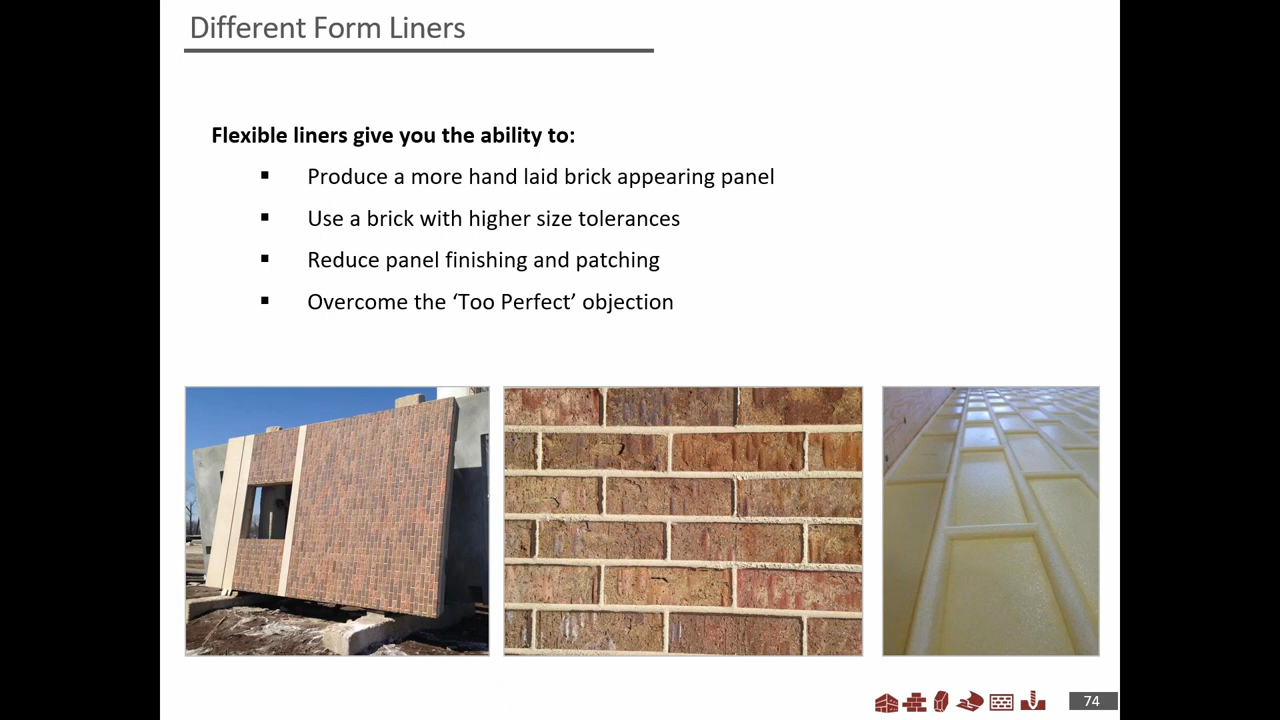 Different Form Liners
Flexible liners give you the ability to:
▪ Produce a more hand laid brick appearing panel
▪ Use a brick with higher size tolerances
▪ Reduce panel finishing and patching
▪ Overcome the ‘Too Perfect’ objection
74